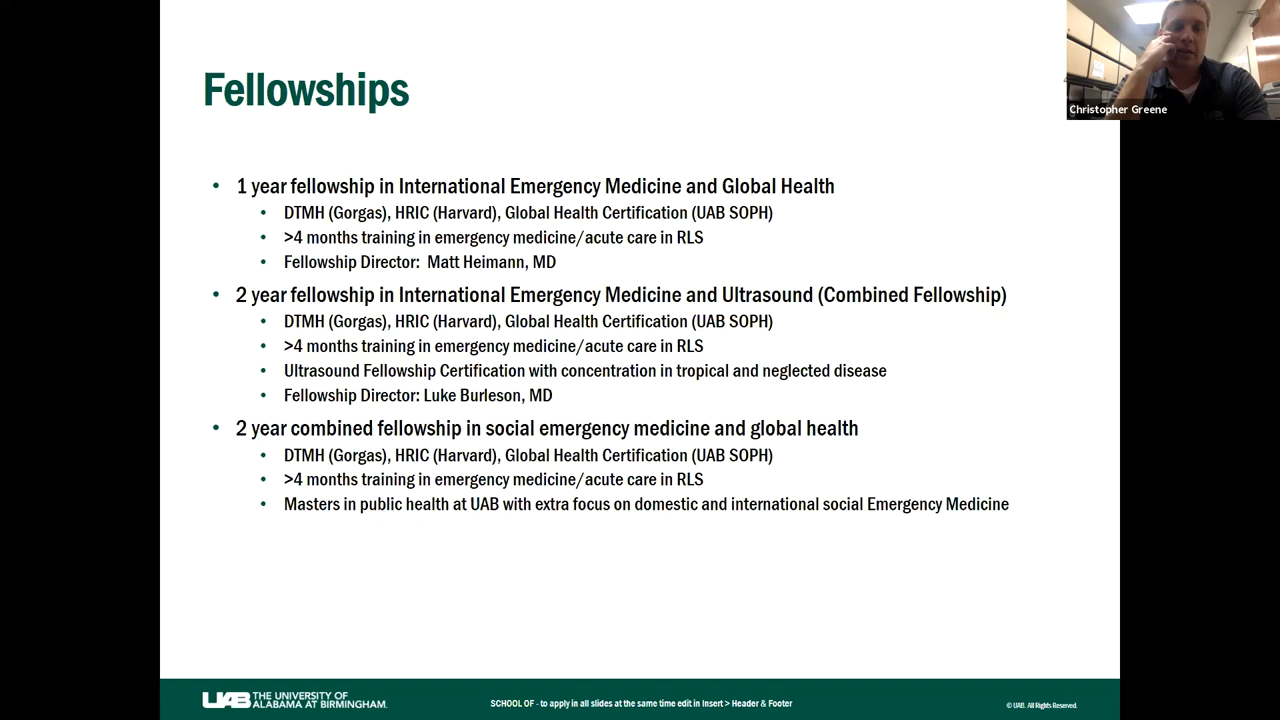 Fellowships
Christopher Greene
• 1 year fellowship in International Emergency Medicine and Global Health
• DTMH (Gorgas), HRIC (Harvard), Global Health Certification (UAB SOPH)
• >4 months training in emergency medicine/acute care in RLS
• Fellowship Director: Matt Heimann, MD
• 2 year fellowship in International Emergency Medicine and Ultrasound (Combined Fellowship)
• DTMH (Gorgas), HRIC (Harvard), Global Health Certification (UAB SOPH)
• >4 months training in emergency medicine/acute care in RLS
• Ultrasound Fellowship Certification with concentration in tropical and neglected disease
• Fellowship Director: Luke Burleson, MD
• 2 year combined fellowship in social emergency medicine and global health
• DTMH (Gorgas), HRIC (Harvard), Global Health Certification (UAB SOPH)
• >4 months training in emergency medicine/acute care in RLS
• Masters in public health at UAB with extra focus on domestic and international social Emergency Medicine
UAB THE UNIVERSITY OF
ALABAMA AT BIRMINGHAM.
SCHOOL OF - to apply in all slides at the same time edit in Insert > Header & Footer
© UAB. All Rights Reserved.